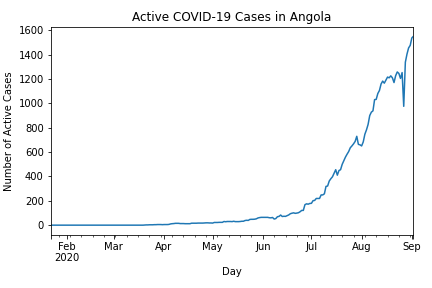 Active COVID-19 Cases in Angola
1600
1400
1200
1000
800
600
400
200
0
Number of Active Cases
Feb Mar Apr May Jun Jul Aug Sep
2020
Day